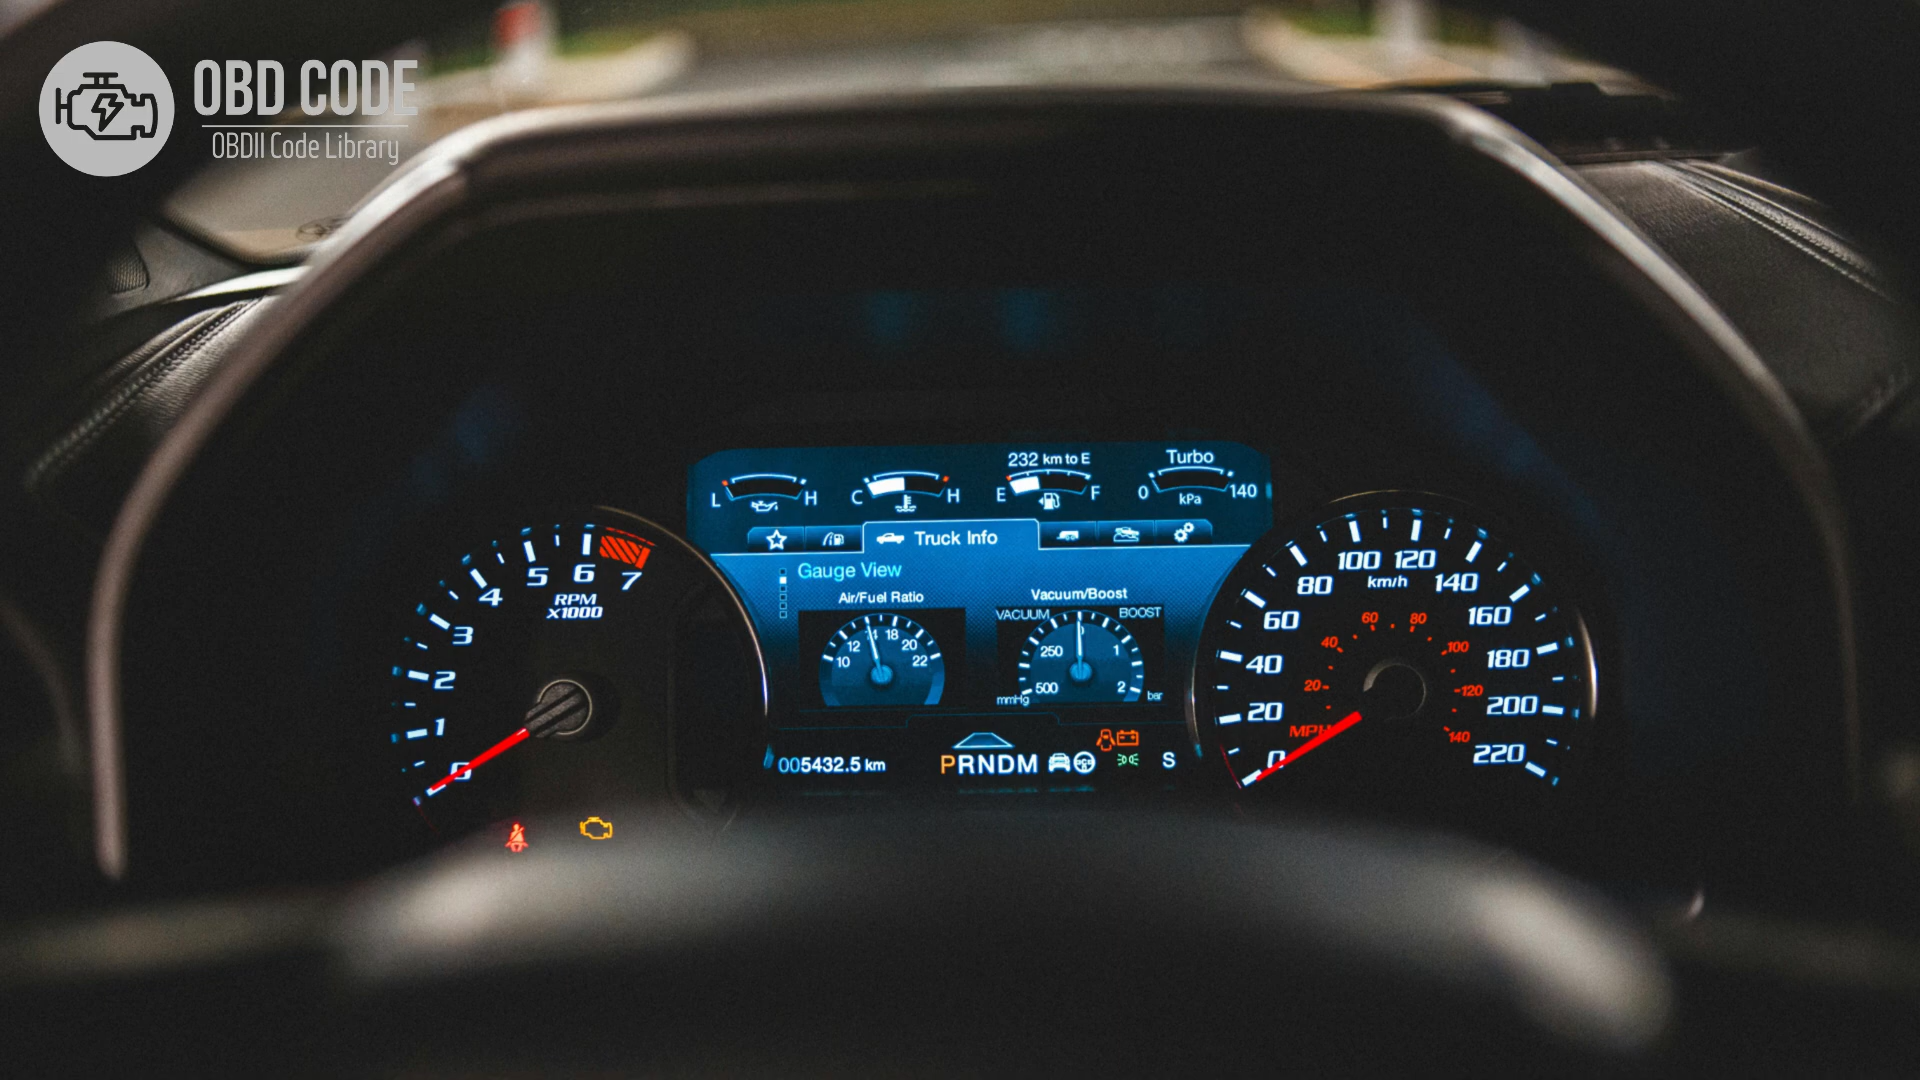 OBD CODE
OBDII Code Library
232 km to E
Turbo
L H
C H
E F
0 140
kPa
Truck Info
Gauge View
Air/Fuel Ratio
Vacuum/Boost
VACUUM BOOST
10 12 14 18 20 22
500 250 0 1 2
mmHg bar
005432.5 km
PRNDM
S
0 1 2 3 4 5 6 7
RPM
X1000
0 20 40 60 80 100 120 140 160 180 200 220
km/h
20 40 60 80 100 120 140
MPH